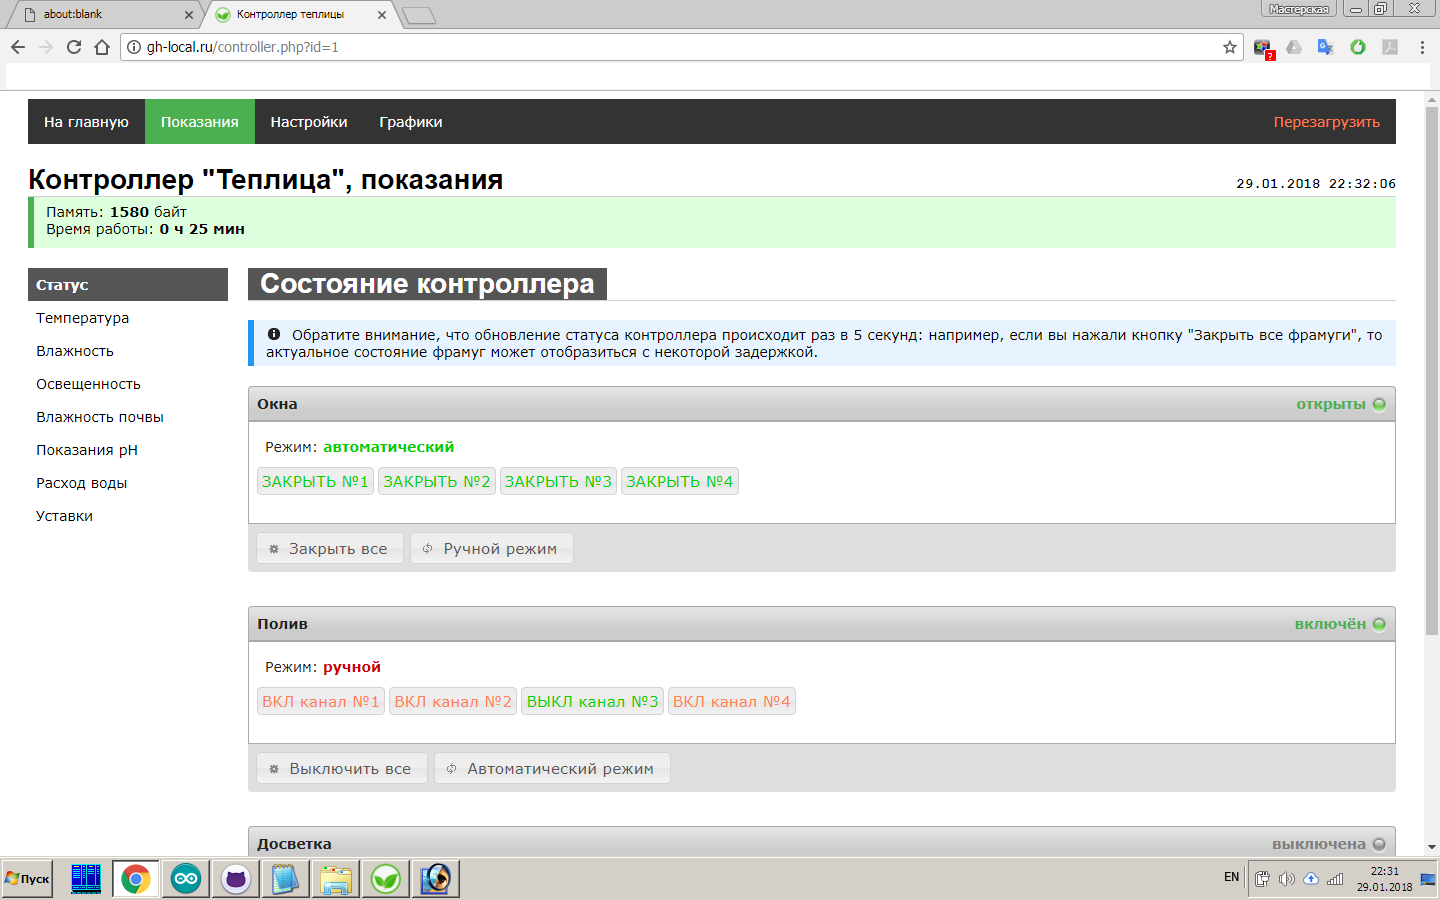 about:blank
Контроллер теплицы
Мастерская
gh-local.ru/controller.php?id=1
На главную
Показания
Настройки
Графики
Перезагрузить
Контроллер "Теплица", показания
29.01.2018 22:32:06
Память: 1580 байт
Время работы: 0 ч 25 мин
Статус
Температура
Влажность
Освещенность
Влажность почвы
Показания pH
Расход воды
Уставки
Состояние контроллера
Обратите внимание, что обновление статуса контроллера происходит раз в 5 секунд: например, если вы нажали кнопку "Закрыть все фрамуги", то
актуальное состояние фрамуг может отобразиться с некоторой задержкой.
Окна
открыты
Режим: автоматический
ЗАКРЫТЬ №1
ЗАКРЫТЬ №2
ЗАКРЫТЬ №3
ЗАКРЫТЬ №4
Закрыть все
Ручной режим
Полив
включён
Режим: ручной
ВКЛ канал №1
ВКЛ канал №2
ВЫКЛ канал №3
ВКЛ канал №4
Выключить все
Автоматический режим
Досветка
выключена
Пуск
EN
22:31
29.01.2018